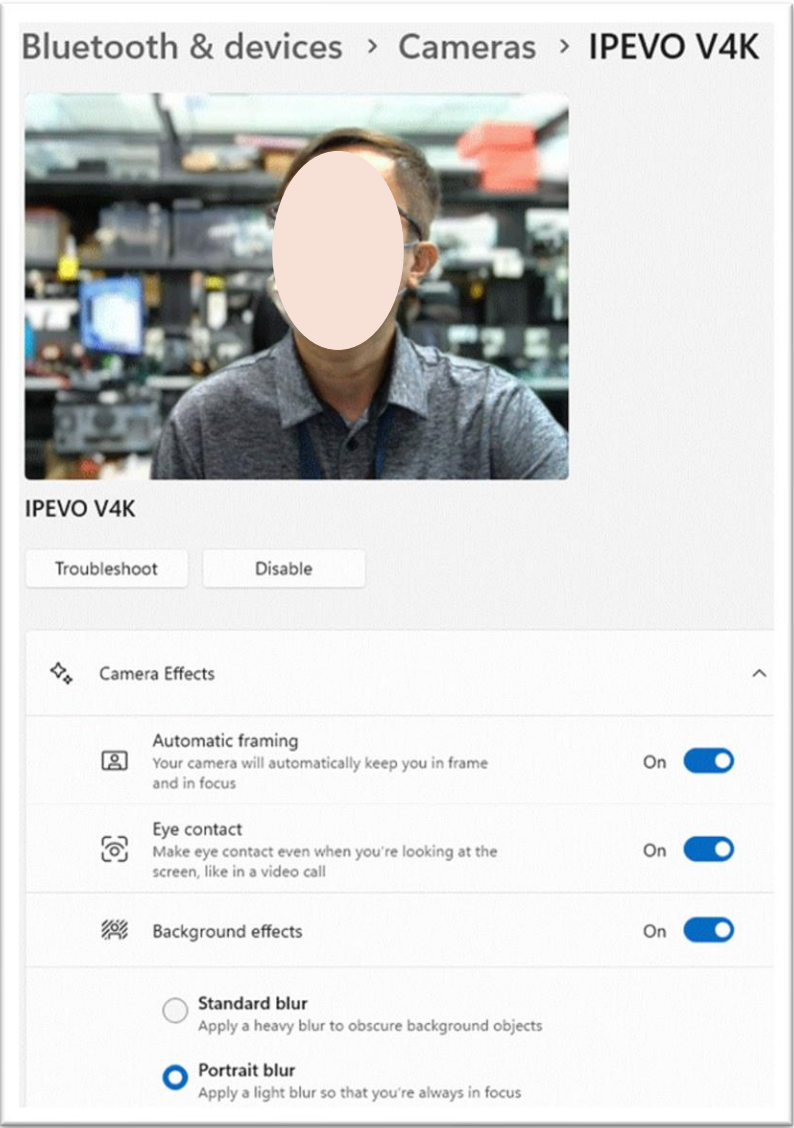 Bluetooth & devices > Cameras > IPEVO V4K
IPEVO V4K
Troubleshoot
Disable
Camera Effects
Automatic framing
Your camera will automatically keep you in frame
and in focus
On
Eye contact
Make eye contact even when you're looking at the
screen, like in a video call
On
Background effects
On
Standard blur
Apply a heavy blur to obscure background objects
Portrait blur
Apply a light blur so that you're always in focus